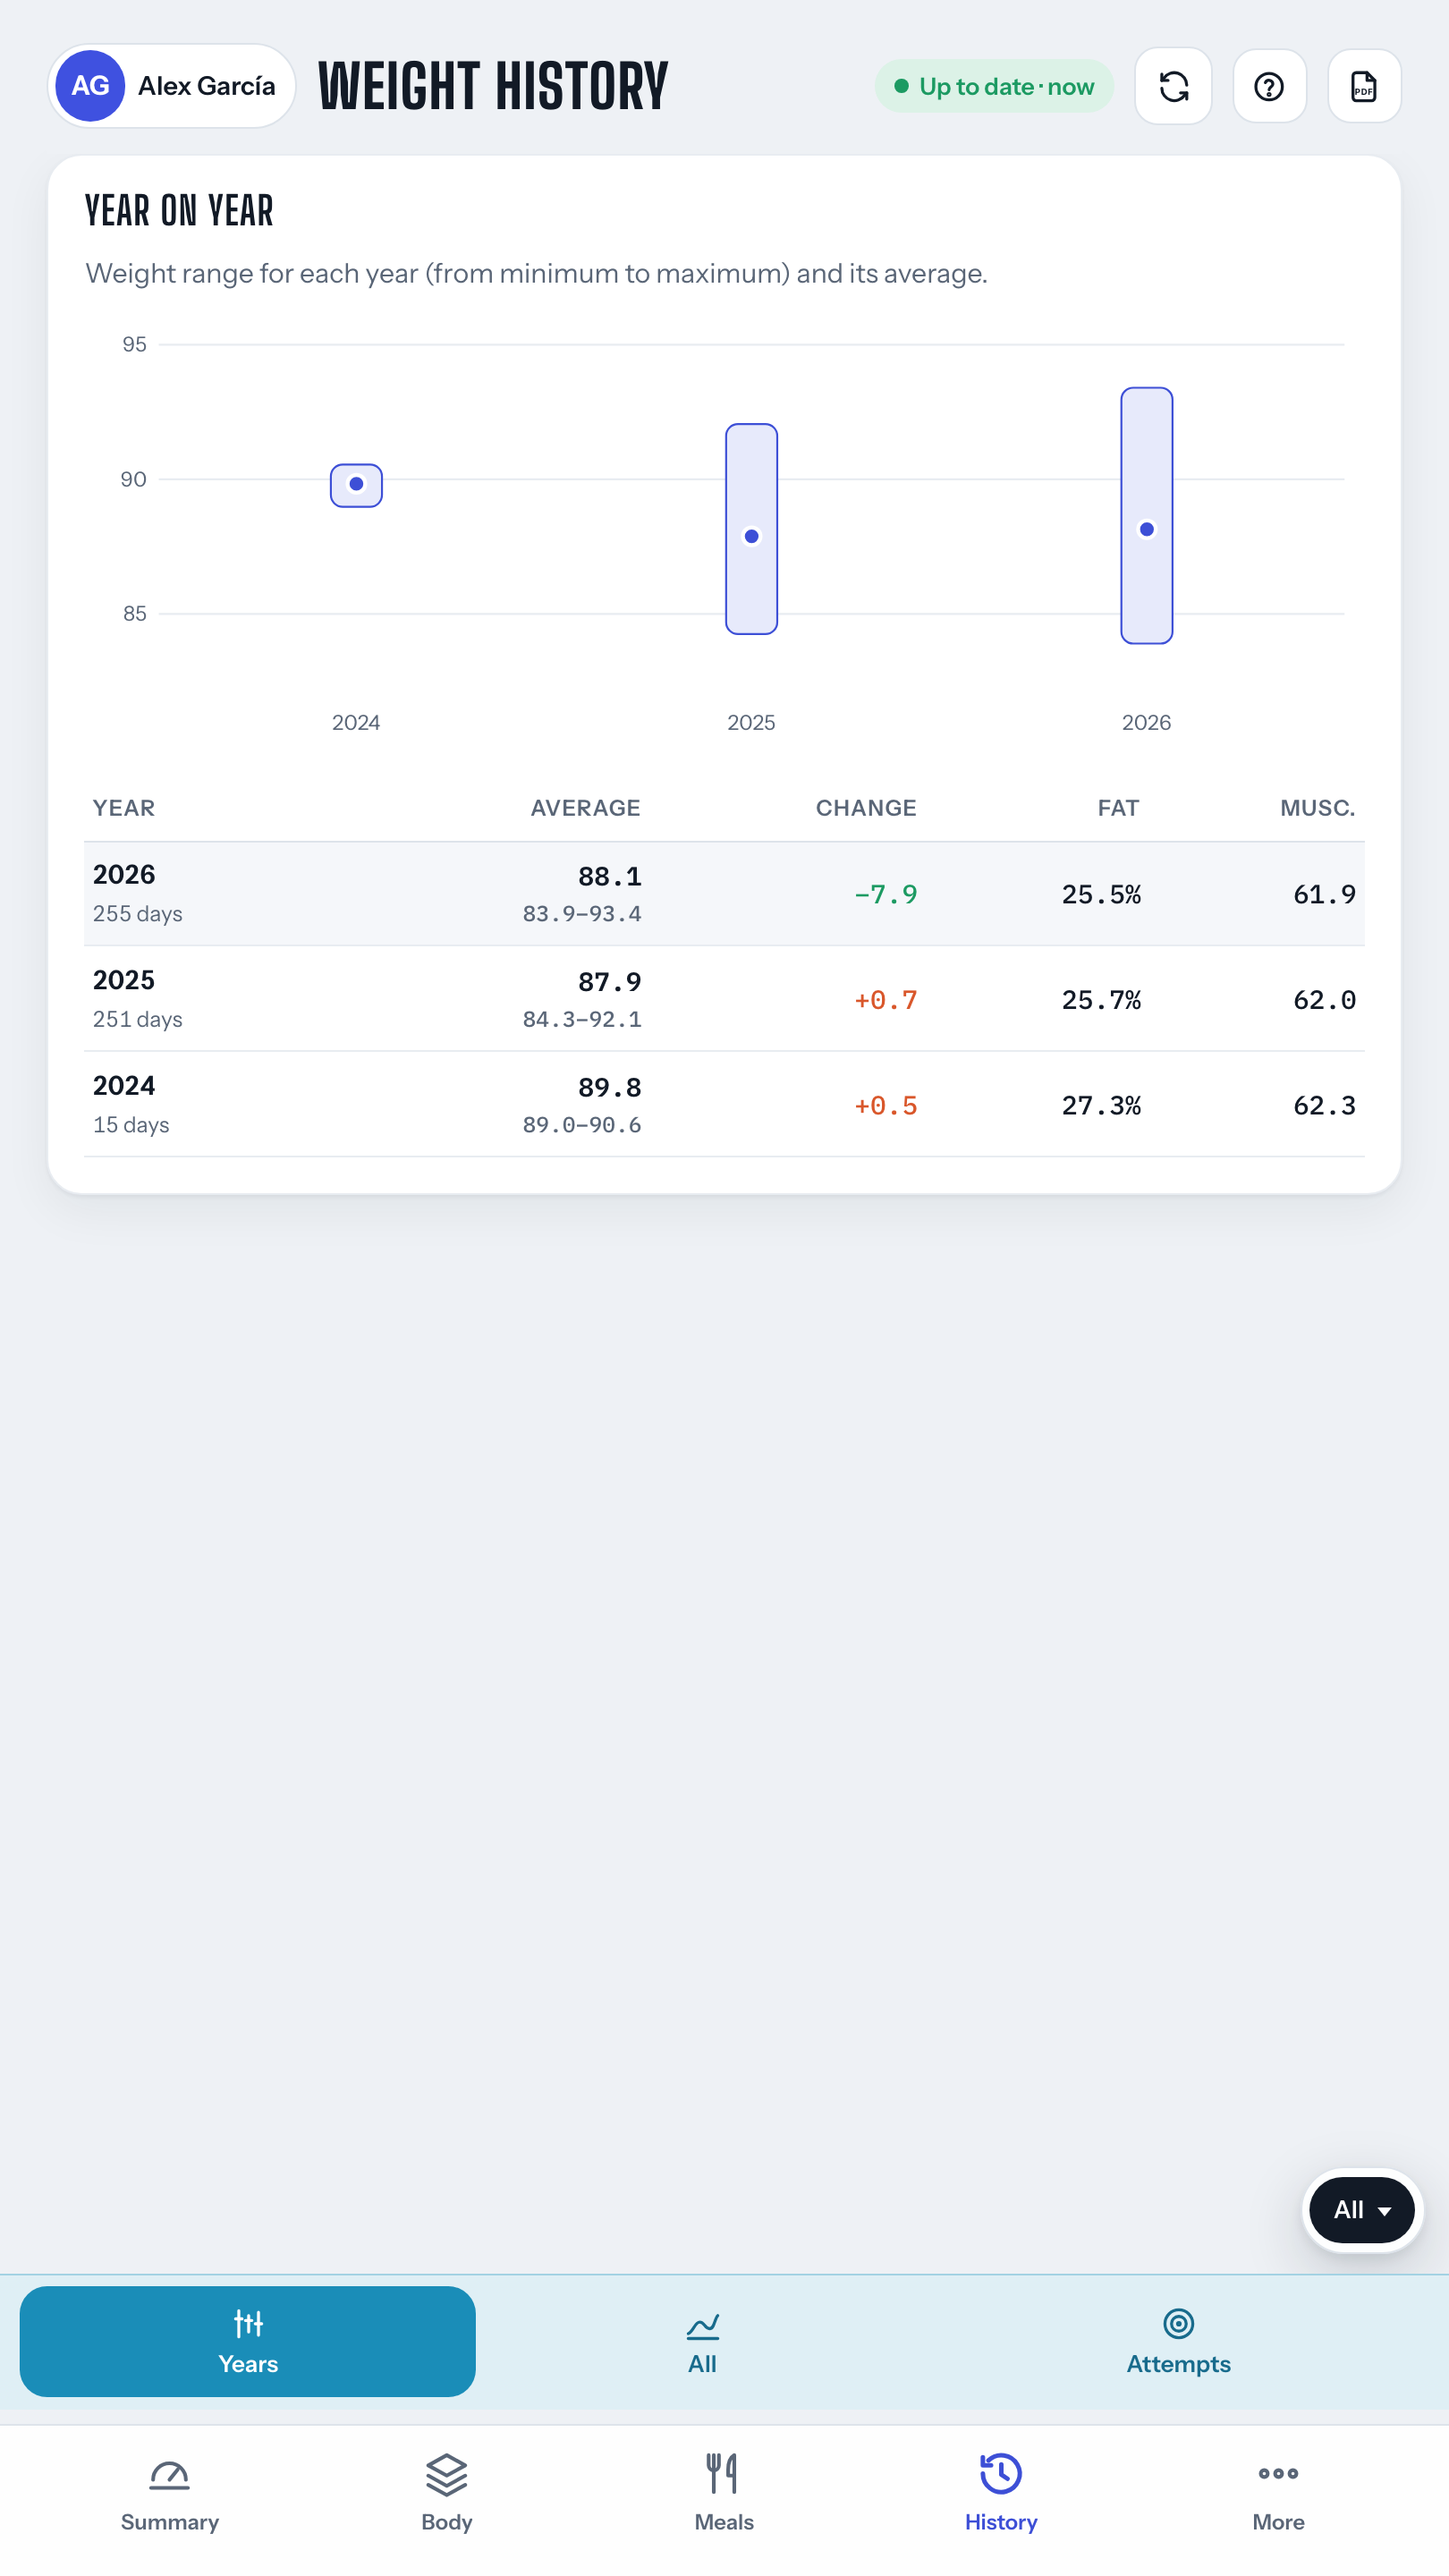 AG Alex García
WEIGHT HISTORY
Up to date · now
PDF
YEAR ON YEAR
Weight range for each year (from minimum to maximum) and its average.
95
90
85
2024 2025 2026
YEAR AVERAGE CHANGE FAT MUSC.
2026 88.1 −7.9 25.5% 61.9
255 days 83.9–93.4
2025 87.9 +0.7 25.7% 62.0
251 days 84.3–92.1
2024 89.8 +0.5 27.3% 62.3
15 days 89.0–90.6
All
Years All Attempts
Summary Body Meals History More